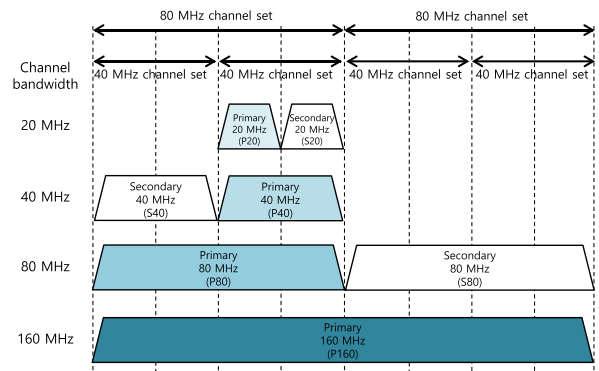 80 MHz channel set
80 MHz channel set
Channel
bandwidth
40 MHz channel set
40 MHz channel set
40 MHz channel set
40 MHz channel set
20 MHz
Primary
20 MHz
(P20)
Secondary
20 MHz
(S20)
40 MHz
Secondary
40 MHz
(S40)
Primary
40 MHz
(P40)
80 MHz
Primary
80 MHz
(P80)
Secondary
80 MHz
(S80)
160 MHz
Primary
160 MHz
(P160)